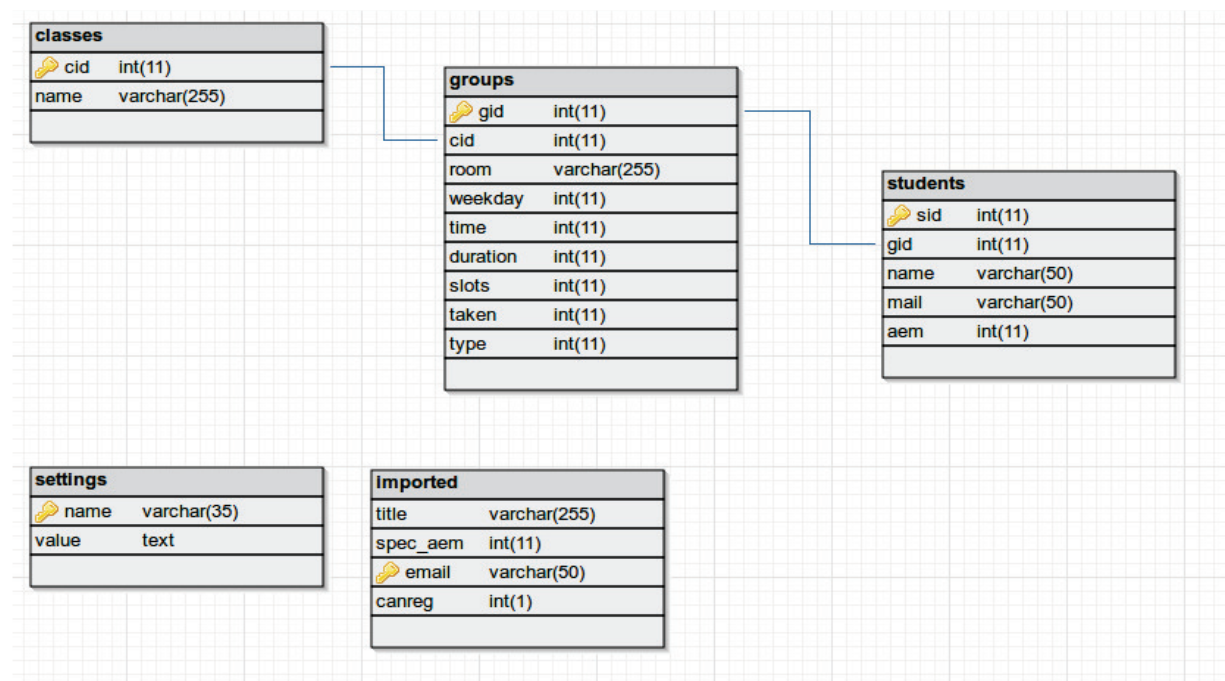 classes
cid int(11)
name varchar(255)
groups
gid int(11)
cid int(11)
room varchar(255)
weekday int(11)
time int(11)
duration int(11)
slots int(11)
taken int(11)
type int(11)
students
sid int(11)
gid int(11)
name varchar(50)
mail varchar(50)
aem int(11)
settings
name varchar(35)
value text
imported
title varchar(255)
spec_aem int(11)
email varchar(50)
canreg int(1)